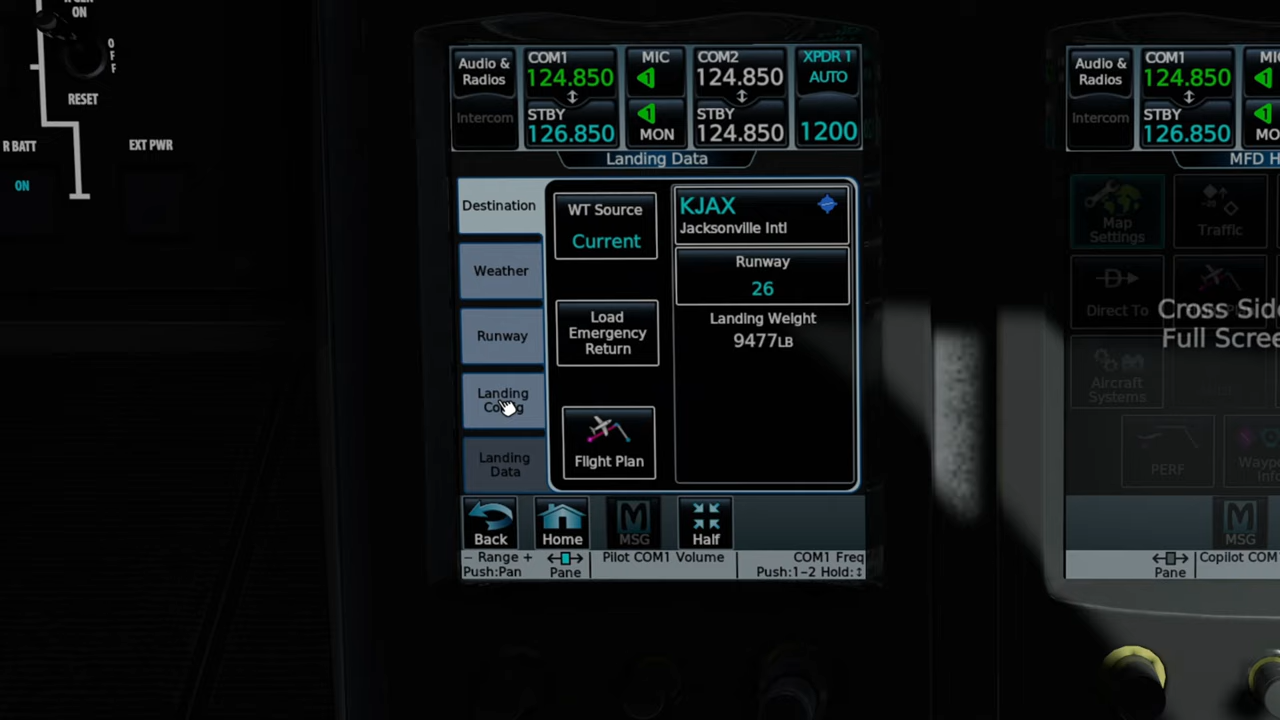 ON
O
F
F
RESET
R BATT
EXT PWR
ON
Audio &
Radios
Intercom
COM1
124.850
STBY
126.850
MIC
MON
COM2
124.850
STBY
124.850
XPDR 1
AUTO
1200
Landing Data
Destination
Weather
Runway
Landing
Landing
Data
WT Source
Current
Load
Emergency
Return
Flight Plan
KJAX
Jacksonville Intl
Runway
26
Landing Weight
9477LB
Back
Home
MSG
Half
- Range +
Push:Pan
Pane
Pilot COM1 Volume
COM1 Freq
Push:1-2 Hold:↕
Audio &
Radios
Intercom
COM1
124.850
STBY
126.850
MFD H
Map
Settings
Traffic
Direct To
Cross Side
Full Scree
Aircraft
Systems
PERF
Waypo
Info
MSG
Pane
Copilot COM